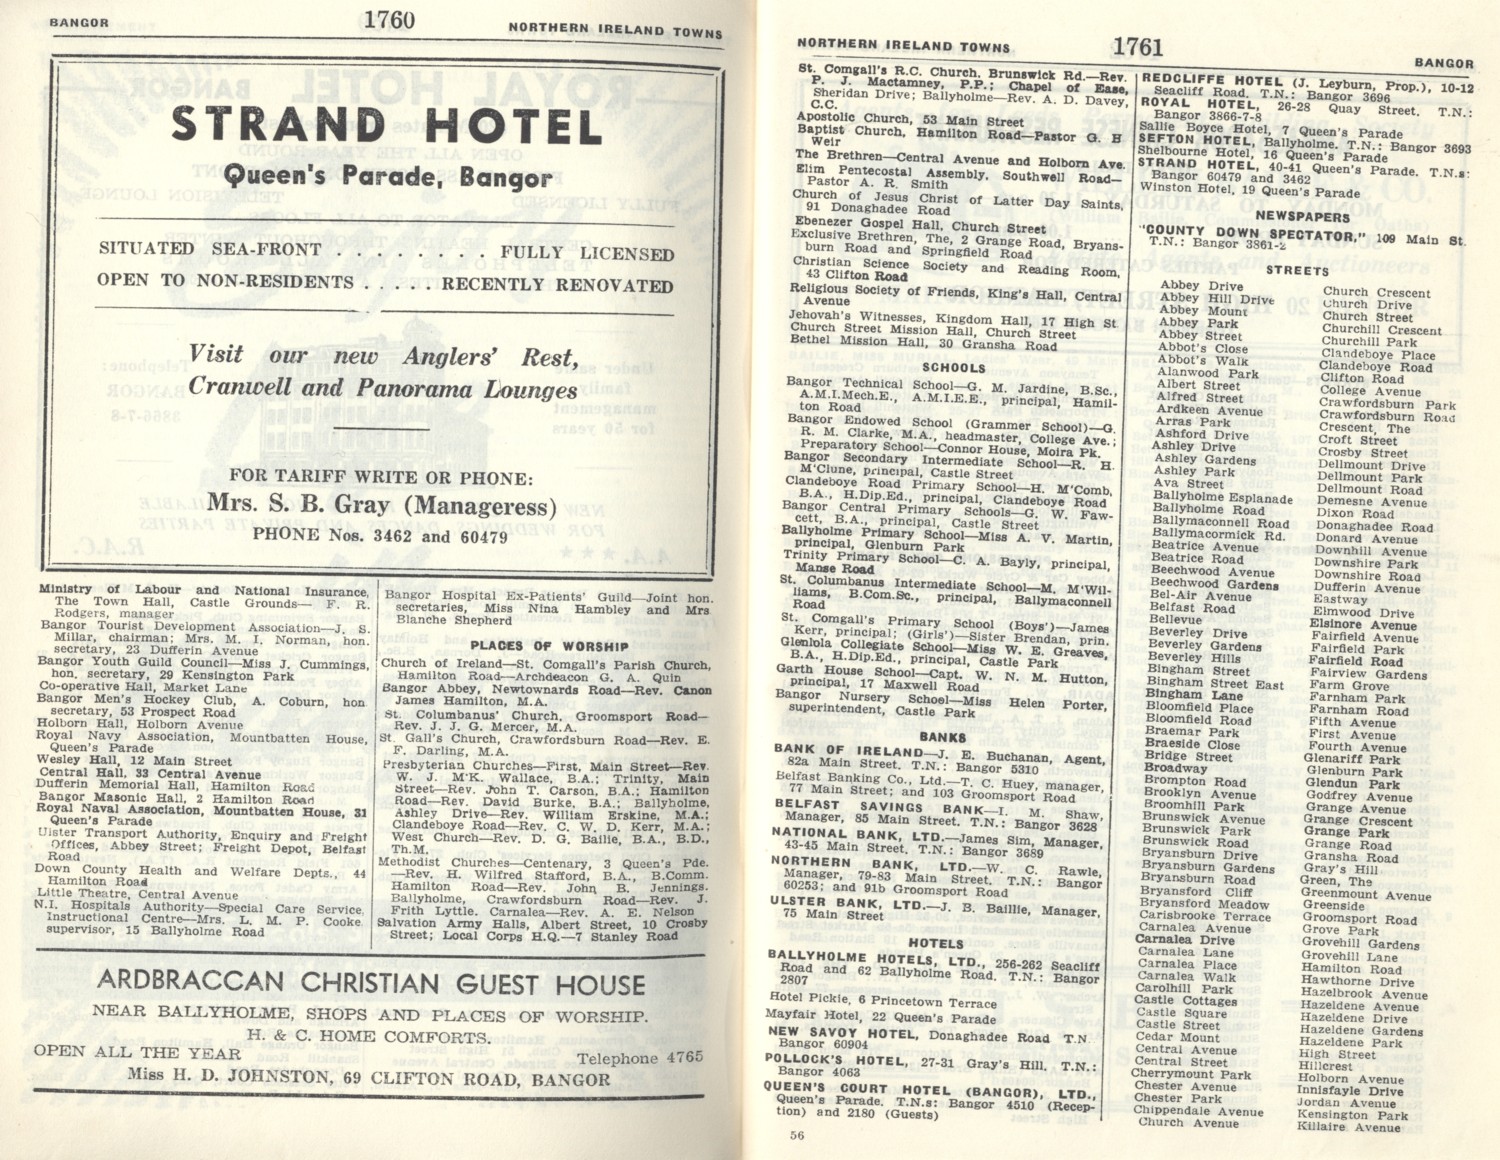 BANGOR
1760
NORTHERN IRELAND TOWNS
STRAND HOTEL
Queen's Parade, Bangor
SITUATED SEA-FRONT . . . . . . . . FULLY LICENSED
OPEN TO NON-RESIDENTS . . . . . RECENTLY RENOVATED
Visit our new Anglers' Rest,
Cranwell and Panorama Lounges
FOR TARIFF WRITE OR PHONE:
Mrs. S. B. Gray (Manageress)
PHONE Nos. 3462 and 60479
Ministry of Labour and National Insurance,
The Town Hall, Castle Grounds— F. R.
Rodgers, manager
Bangor Tourist Development Association—J. S.
Millar, chairman; Mrs. M. I. Norman, hon.
secretary, 23 Dufferin Avenue
Bangor Youth Guild Council—Miss J. Cummings,
hon. secretary, 29 Kensington Park
Co-operative Hall, Market Lane
Bangor Men's Hockey Club, A. Coburn, hon
secretary, 53 Prospect Road
Holborn Hall, Holborn Avenue
Royal Navy Association, Mountbatten House,
Queen's Parade
Wesley Hall, 12 Main Street
Central Hall, 33 Central Avenue
Dufferin Memorial Hall, Hamilton Road
Bangor Masonic Hall, 2 Hamilton Road
Royal Naval Association, Mountbatten House, 31
Queen's Parade
Ulster Transport Authority, Enquiry and Freight
Offices, Abbey Street; Freight Depot, Belfast
Road
Down County Health and Welfare Depts., 44
Hamilton Road
Little Theatre, Central Avenue
N.I. Hospitals Authority—Special Care Service,
Instructional Centre—Mrs. L. M. P. Cooke
supervisor, 15 Ballyholme Road
Bangor Hospital Ex-Patients' Guild—Joint hon.
secretaries, Miss Nina Hambley and Mrs
Blanche Shepherd
PLACES OF WORSHIP
Church of Ireland—St. Comgall's Parish Church,
Hamilton Road—Archdeacon G. A. Quin
Bangor Abbey, Newtownards Road—Rev. Canon
James Hamilton, M.A.
St. Columbanus' Church, Groomsport Road—
Rev. J. J. G. Mercer, M.A.
St. Gall's Church, Crawfordsburn Road—Rev. E.
F. Darling, M.A.
Presbyterian Churches—First, Main Street—Rev.
W. J. M'K. Wallace, B.A.; Trinity, Main
Street—Rev. John T. Carson, B.A.; Hamilton
Road—Rev. David Burke, B.A.; Ballyholme,
Ashley Drive—Rev. William Erskine, M.A.;
Clandeboye Road—Rev. C. W. D. Kerr, M.A.;
West Church—Rev. D. G. Bailie, B.A., B.D.,
Th.M.
Methodist Churches—Centenary, 3 Queen's Pde.
—Rev. H. Wilfred Stafford, B.A., B.Comm.
Hamilton Road—Rev. John B. Jennings.
Ballyholme, Crawfordsburn Road—Rev. J.
Frith Lyttle. Carnalea—Rev. A. E. Nelson
Salvation Army Halls, Albert Street, 10 Crosby
Street; Local Corps H.Q.—7 Stanley Road
ARDBRACCAN CHRISTIAN GUEST HOUSE
NEAR BALLYHOLME, SHOPS AND PLACES OF WORSHIP.
H. & C. HOME COMFORTS.
OPEN ALL THE YEAR Telephone 4765
Miss H. D. JOHNSTON, 69 CLIFTON ROAD, BANGOR
NORTHERN IRELAND TOWNS
1761
BANGOR
St. Comgall's R.C. Church, Brunswick Rd.—Rev.
P. J. Mactamney, P.P.; Chapel of Ease,
Sheridan Drive; Ballyholme—Rev. A. D. Davey,
C.C.
Apostolic Church, 53 Main Street
Baptist Church, Hamilton Road—Pastor G. H
Weir
The Brethren—Central Avenue and Holborn Ave.
Elim Pentecostal Assembly, Southwell Road—
Pastor A. R. Smith
Church of Jesus Christ of Latter Day Saints,
91 Donaghadee Road
Ebenezer Gospel Hall, Church Street
Exclusive Brethren, The, 2 Grange Road, Bryans-
burn Road and Springfield Road
Christian Science Society and Reading Room,
43 Clifton Road
Religious Society of Friends, King's Hall, Central
Avenue
Jehovah's Witnesses, Kingdom Hall, 17 High St
Church Street Mission Hall, Church Street
Bethel Mission Hall, 30 Gransha Road
SCHOOLS
Bangor Technical School—G. M. Jardine, B.Sc.,
A.M.I.Mech.E., A.M.I.E.E., principal, Hamil-
ton Road
Bangor Endowed School (Grammer School)—G.
R. M. Clarke, M.A., headmaster, College Ave.;
Preparatory School—Connor House, Moira Pk.
Bangor Secondary Intermediate School—R. H.
M'Clune, principal, Castle Street
Clandeboye Road Primary School—H. M'Comb,
B.A., H.Dip.Ed., principal, Clandeboye Road
Bangor Central Primary Schools—G. W. Faw-
cett, B.A., principal, Castle Street
Ballyholme Primary School—Miss A. V. Martin,
principal, Glenburn Park
Trinity Primary School—C. A. Bayly, principal,
Manse Road
St. Columbanus Intermediate School—M. M'Wil-
liams, B.Com.Sc., principal, Ballymaconnell
Road
St. Comgall's Primary School (Boys')—James
Kerr, principal; (Girls')—Sister Brendan, prin.
Glenlola Collegiate School—Miss W. E. Greaves,
B.A., H.Dip.Ed., principal, Castle Park
Garth House School—Capt. W. N. M. Hutton,
principal, 17 Maxwell Road
Bangor Nursery School—Miss Helen Porter,
superintendent, Castle Park
BANKS
BANK OF IRELAND—J. E. Buchanan, Agent,
82a Main Street. T.N.: Bangor 5310
Belfast Banking Co., Ltd.—T. C. Huey, manager,
77 Main Street; and 103 Groomsport Road
BELFAST SAVINGS BANK—I. M. Shaw,
Manager, 85 Main Street. T.N.: Bangor 3628
NATIONAL BANK, LTD.—James Sim, Manager,
43-45 Main Street. T.N.: Bangor 3689
NORTHERN BANK, LTD.—W. C. Rawle,
Manager, 79-83 Main Street. T.N.: Bangor
60253; and 91b Groomsport Road
ULSTER BANK, LTD.—J. B. Baillie, Manager,
75 Main Street
HOTELS
BALLYHOLME HOTELS, LTD., 256-262 Seacliff
Road and 62 Ballyholme Road. T.N.: Bangor
2807
Hotel Pickie, 6 Princetown Terrace
Mayfair Hotel, 22 Queen's Parade
NEW SAVOY HOTEL, Donaghadee Road T.N
Bangor 60904
POLLOCK'S HOTEL, 27-31 Gray's Hill. T.N.:
Bangor 4063
QUEEN'S COURT HOTEL (BANGOR), LTD.,
Queen's Parade. T.N.s: Bangor 4510 (Recep-
tion) and 2180 (Guests)
56
REDCLIFFE HOTEL (J. Leyburn, Prop.), 10-12
Seacliff Road. T.N.: Bangor 3696
ROYAL HOTEL, 26-28 Quay Street. T.N.:
Bangor 3866-7-8
Sallie Boyce Hotel, 7 Queen's Parade
SEFTON HOTEL, Ballyholme. T.N.: Bangor 3693
Shelbourne Hotel, 16 Queen's Parade
STRAND HOTEL, 40-41 Queen's Parade. T.N.s:
Bangor 60479 and 3462
Winston Hotel, 19 Queen's Parade
NEWSPAPERS
"COUNTY DOWN SPECTATOR," 109 Main St.
T.N.: Bangor 3861-2
STREETS
Abbey Drive
Abbey Hill Drive
Abbey Mount
Abbey Park
Abbey Street
Abbot's Close
Abbot's Walk
Alanwood Park
Albert Street
Alfred Street
Ardkeen Avenue
Arras Park
Ashford Drive
Ashley Drive
Ashley Gardens
Ashley Park
Ava Street
Ballyholme Esplanade
Ballyholme Road
Ballymaconnell Road
Ballymacormick Rd.
Beatrice Avenue
Beatrice Road
Beechwood Avenue
Beechwood Gardens
Bel-Air Avenue
Belfast Road
Bellevue
Beverley Drive
Beverley Gardens
Beverley Hills
Bingham Street
Bingham Street East
Bingham Lane
Bloomfield Place
Bloomfield Road
Braemar Park
Braeside Close
Bridge Street
Broadway
Brompton Road
Brooklyn Avenue
Broomhill Park
Brunswick Avenue
Brunswick Park
Brunswick Road
Bryansburn Drive
Bryansburn Gardens
Bryansburn Road
Bryansford Cliff
Bryansford Meadow
Carisbrooke Terrace
Carnalea Avenue
Carnalea Drive
Carnalea Lane
Carnalea Place
Carnalea Walk
Carolhill Park
Castle Cottages
Castle Square
Castle Street
Cedar Mount
Central Avenue
Central Street
Cherrymount Park
Chester Avenue
Chester Park
Chippendale Avenue
Church Avenue
Church Crescent
Church Drive
Church Street
Churchill Crescent
Churchill Park
Clandeboye Place
Clandeboye Road
Clifton Road
College Avenue
Crawfordsburn Park
Crawfordsburn Road
Crescent, The
Croft Street
Crosby Street
Dellmount Drive
Dellmount Park
Dellmount Road
Demesne Avenue
Dixon Road
Donaghadee Road
Donard Avenue
Downhill Avenue
Downshire Park
Downshire Road
Dufferin Avenue
Eastway
Elmwood Drive
Elsinore Avenue
Fairfield Avenue
Fairfield Park
Fairfield Road
Fairview Gardens
Farm Grove
Farnham Park
Farnham Road
Fifth Avenue
First Avenue
Fourth Avenue
Glenariff Park
Glenburn Park
Glendun Park
Godfrey Avenue
Grange Avenue
Grange Crescent
Grange Park
Grange Road
Gransha Road
Gray's Hill
Green, The
Greenmount Avenue
Greenside
Groomsport Road
Grove Park
Grovehill Gardens
Grovehill Lane
Hamilton Road
Hawthorne Drive
Hazelbrook Avenue
Hazeldene Avenue
Hazeldene Drive
Hazeldene Gardens
Hazeldene Park
High Street
Hillcrest
Holborn Avenue
Innisfayle Drive
Jordan Avenue
Kensington Park
Killaire Avenue